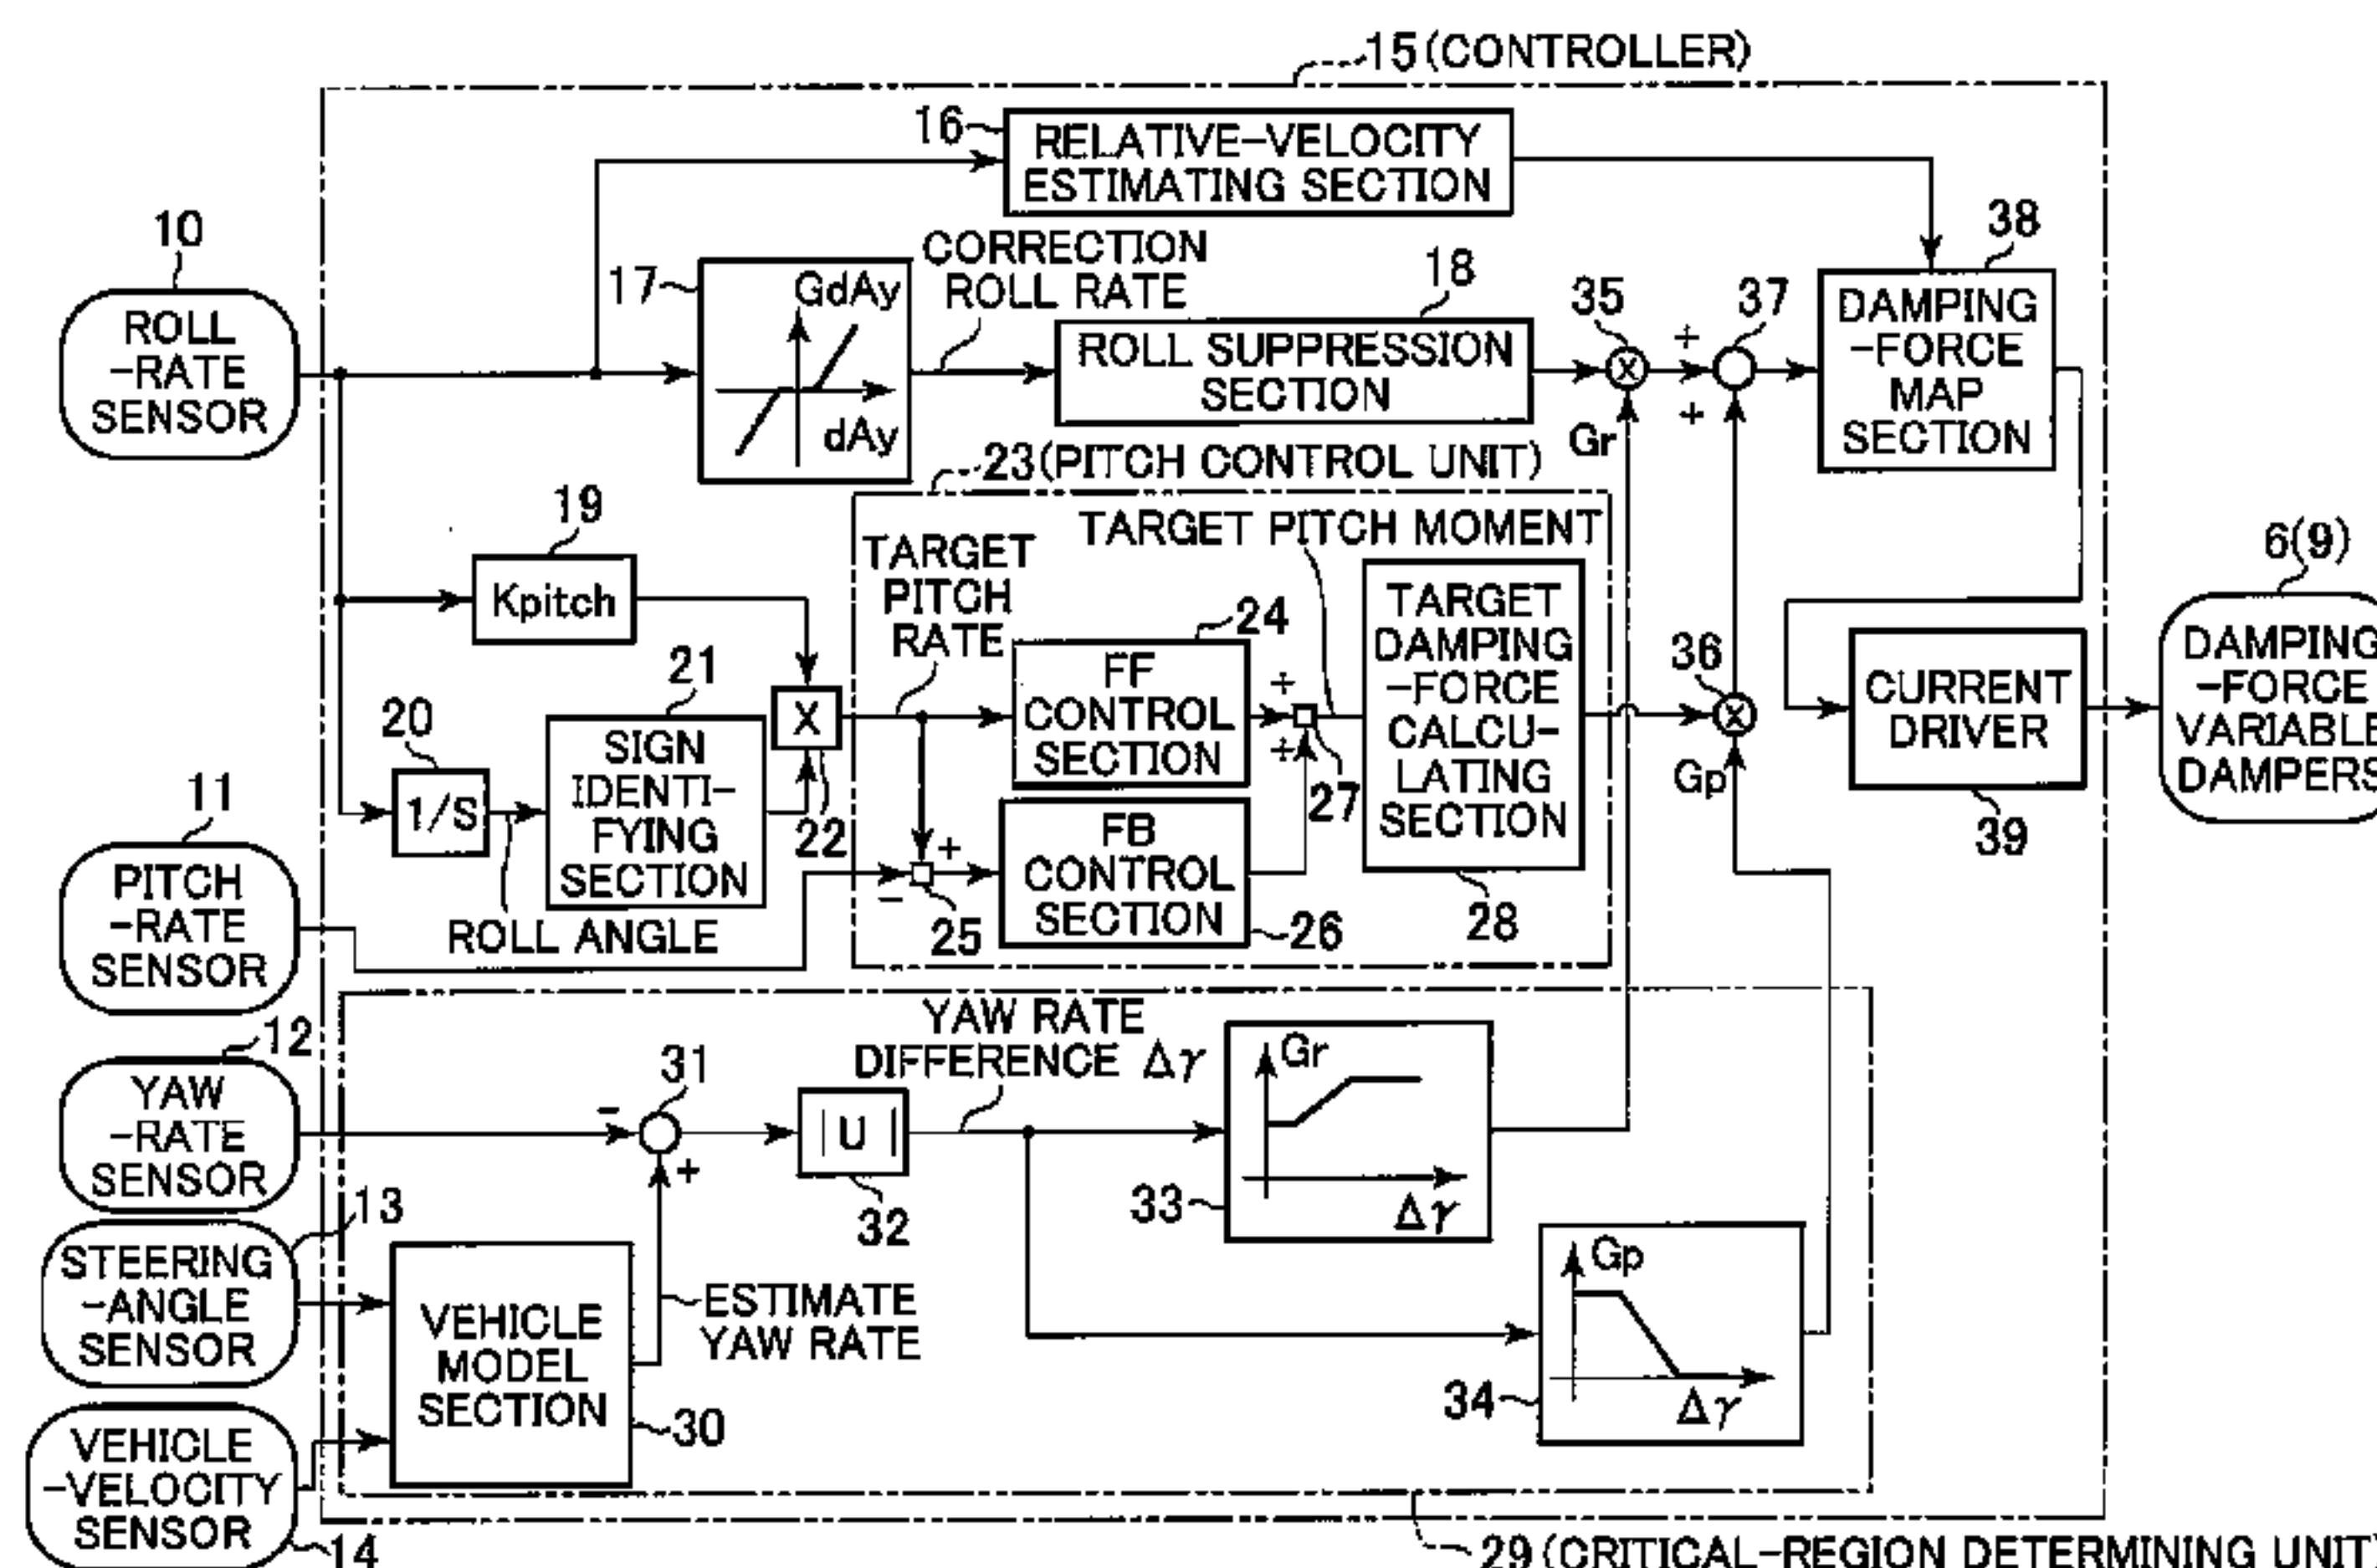 15(CONTROLLER)
16
RELATIVE-VELOCITY
ESTIMATING SECTION
10
ROLL
-RATE
SENSOR
17
GdAy
dAy
CORRECTION
ROLL RATE
18
ROLL SUPPRESSION
SECTION
35
X
Gr
+
+
37
38
DAMPING
-FORCE
MAP
SECTION
23(PITCH CONTROL UNIT)
19
Kpitch
TARGET
PITCH
RATE
TARGET PITCH MOMENT
24
FF
CONTROL
SECTION
+
+
27
TARGET
DAMPING
-FORCE
CALCU-
LATING
SECTION
28
36
X
Gp
CURRENT
DRIVER
39
6(9)
DAMPING
-FORCE
VARIABLE
DAMPERS
20
1/S
21
SIGN
IDENTI-
FYING
SECTION
X
22
ROLL ANGLE
+
-
25
FB
CONTROL
SECTION
26
11
PITCH
-RATE
SENSOR
12
YAW
-RATE
SENSOR
31
-
+
|U|
32
YAW RATE
DIFFERENCE Δγ
Gr
Δγ
33
Gp
Δγ
34
13
STEERING
-ANGLE
SENSOR
VEHICLE
MODEL
SECTION
30
ESTIMATE
YAW RATE
VEHICLE
-VELOCITY
SENSOR
14
29(CRITICAL-REGION DETERMINING UNIT)